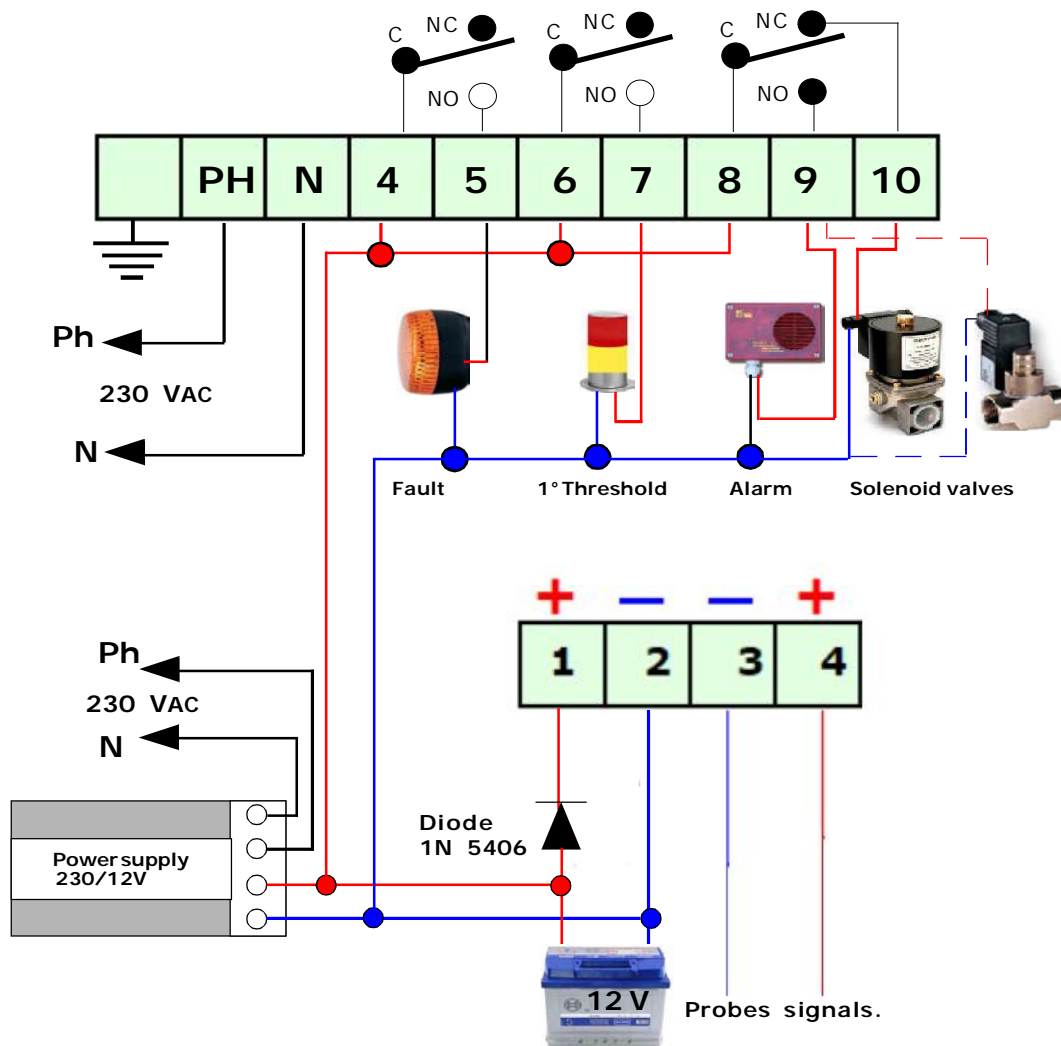 C NC C NC C NC
NO NO NO
PH N 4 5 6 7 8 9 10
Ph
230 VAC
N
Fault 1° Threshold Alarm Solenoid valves
+ − − +
1 2 3 4
Ph
230 VAC
N
Diode
1N 5406
Power supply
230/12V
12 V
Probes signals.